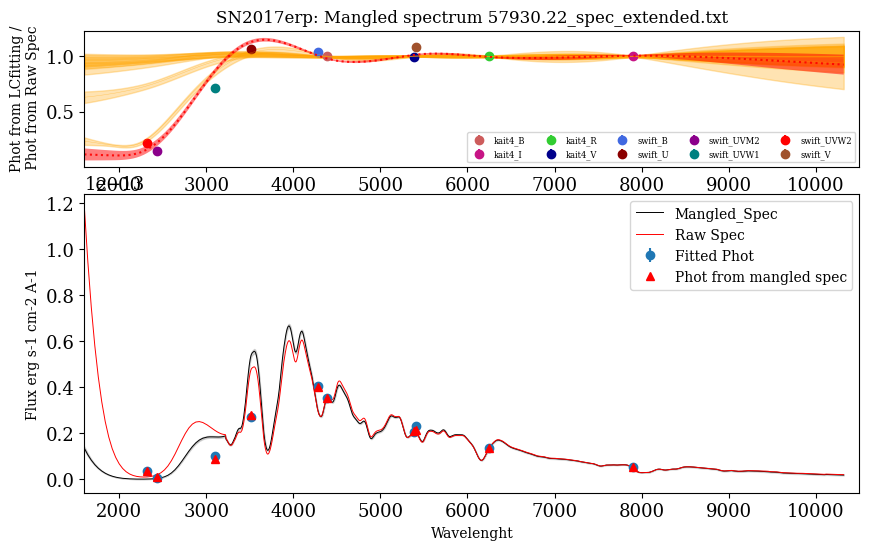 SN2017erp: Mangled spectrum 57930.22_spec_extended.txt
Phot from LCfitting /
Phot from Raw Spec
1.0
0.5
kait4_B kait4_R swift_B swift_UVM2 swift_UVW2
kait4_I kait4_V swift_U swift_UVW1 swift_V
2000 3000 4000 5000 6000 7000 8000 9000 10000
1e-13
Flux erg s-1 cm-2 A-1
1.2
1.0
0.8
0.6
0.4
0.2
0.0
Mangled_Spec
Raw Spec
Fitted Phot
Phot from mangled spec
2000 3000 4000 5000 6000 7000 8000 9000 10000
Wavelenght